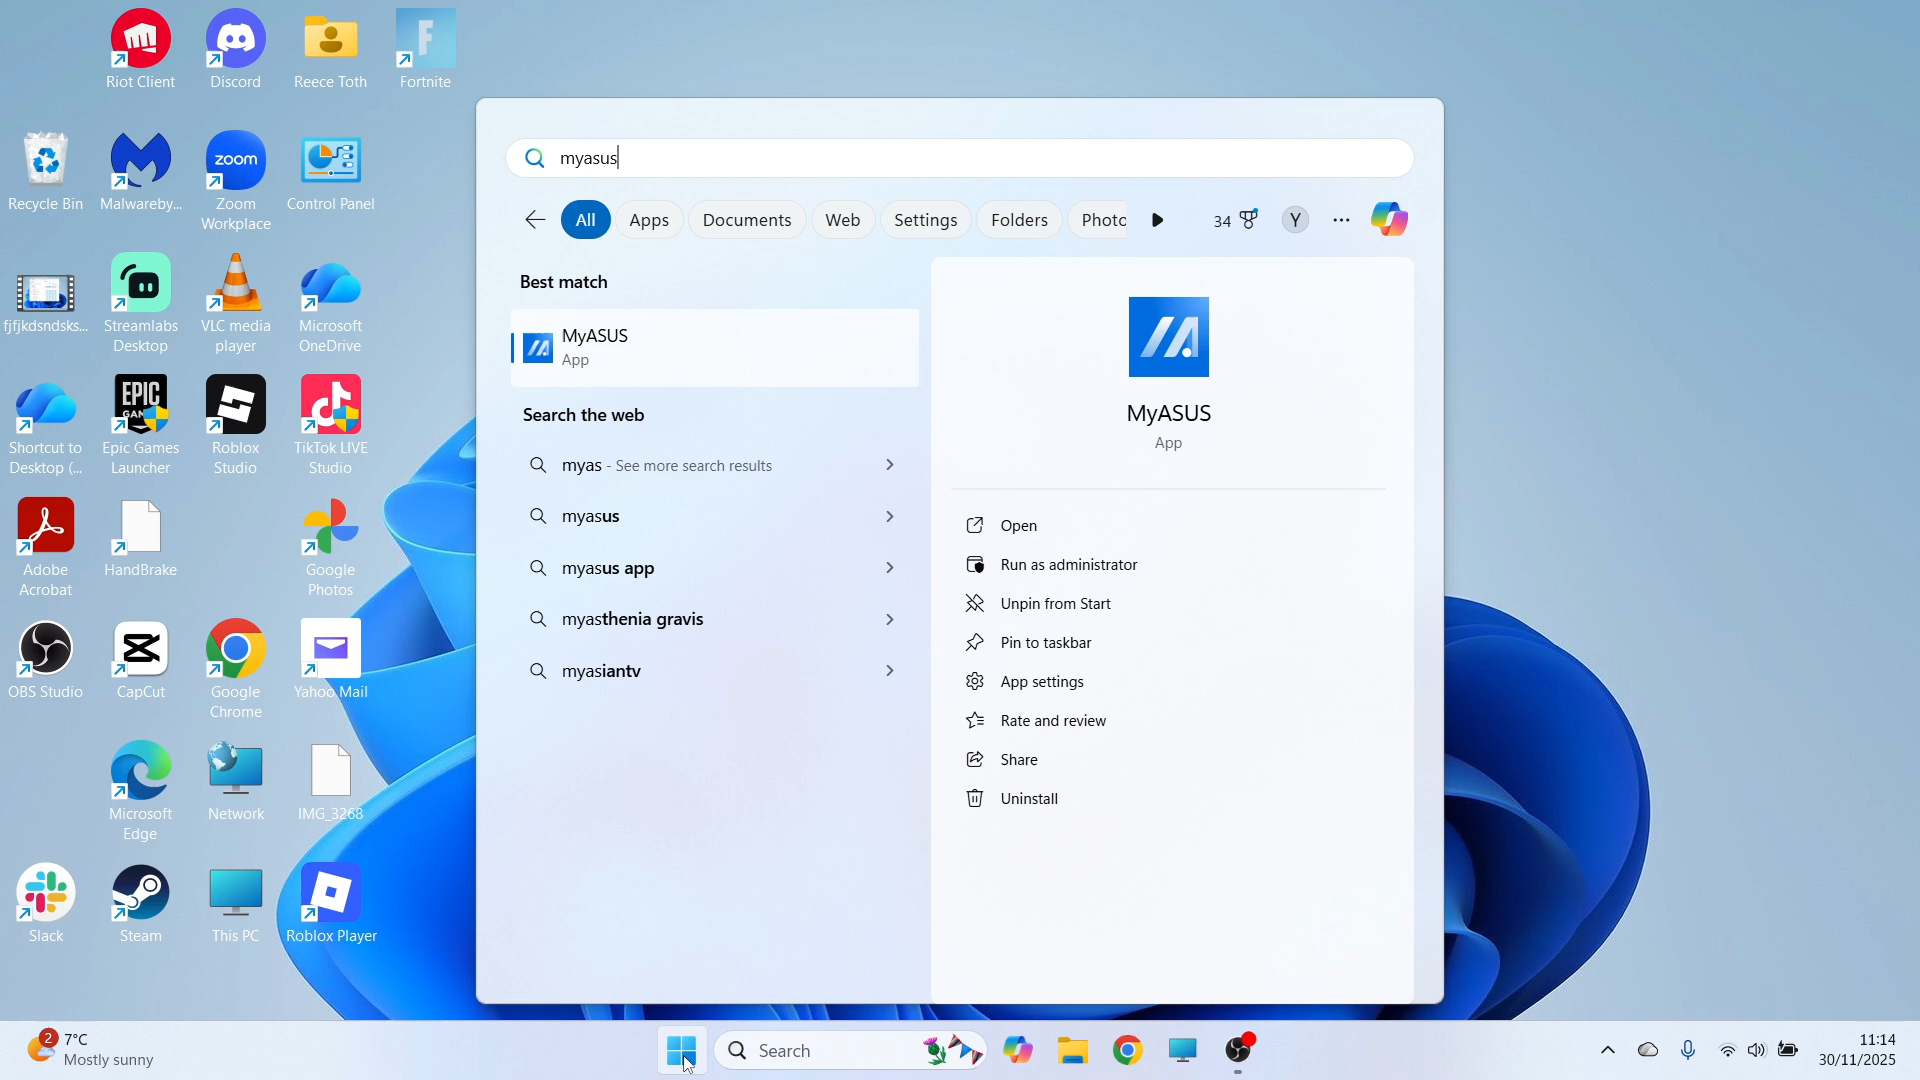 Riot Client
Discord
Reece Toth
Fortnite
Recycle Bin
Malwareby...
zoom
Zoom
Workplace
Control Panel
fjfjkdsndsks...
Streamlabs
Desktop
VLC media
player
Microsoft
OneDrive
Shortcut to
Desktop (...
EPIC
GAM
Epic Games
Launcher
Roblox
Studio
TikTok LIVE
Studio
Adobe
Acrobat
HandBrake
Google
Photos
OBS Studio
CapCut
Google
Chrome
Yahoo Mail
Microsoft
Edge
Network
IMG_3268
Slack
Steam
This PC
Roblox Player
myasus
All
Apps
Documents
Web
Settings
Folders
Photo
34
Y
Best match
MyASUS
App
Search the web
myas - See more search results
myasus
myasus app
myasthenia gravis
myasiantv
MyASUS
App
Open
Run as administrator
Unpin from Start
Pin to taskbar
App settings
Rate and review
Share
Uninstall
2
7°C
Mostly sunny
Search
11:14
30/11/2025